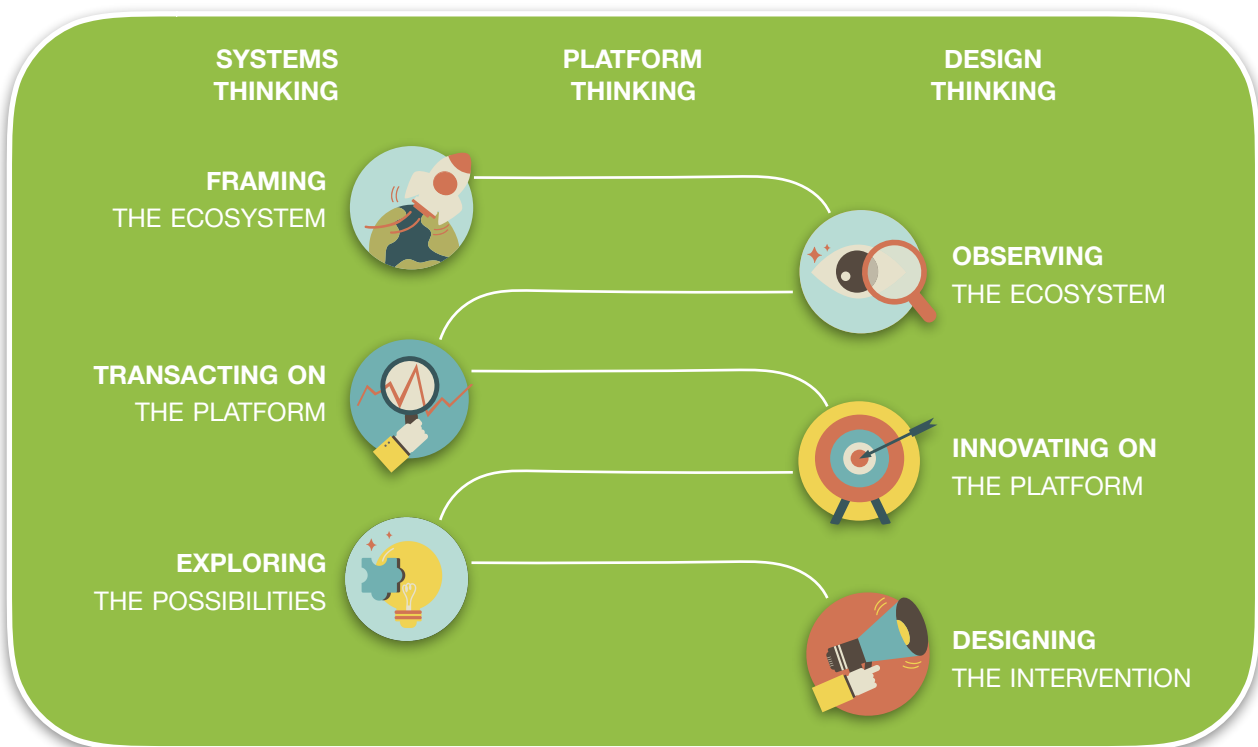 SYSTEMS
THINKING
PLATFORM
THINKING
DESIGN
THINKING
FRAMING
THE ECOSYSTEM
OBSERVING
THE ECOSYSTEM
TRANSACTING ON
THE PLATFORM
INNOVATING ON
THE PLATFORM
EXPLORING
THE POSSIBILITIES
DESIGNING
THE INTERVENTION